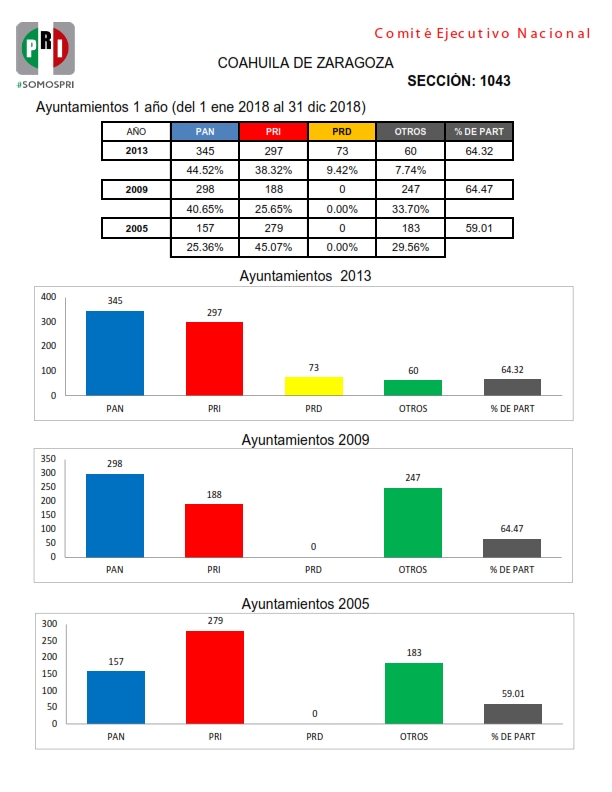 Comité Ejecutivo Nacional
PRI
#SOMOSPRI
COAHUILA DE ZARAGOZA
SECCIÓN: 1043
Ayuntamientos 1 año (del 1 ene 2018 al 31 dic 2018)
AÑO PAN PRI PRD OTROS % DE PART
2013 345 297 73 60 64.32
44.52% 38.32% 9.42% 7.74%
2009 298 188 0 247 64.47
40.65% 25.65% 0.00% 33.70%
2005 157 279 0 183 59.01
25.36% 45.07% 0.00% 29.56%
Ayuntamientos 2013
400
300
200
100
0
345
297
73
60
64.32
PAN PRI PRD OTROS % DE PART
Ayuntamientos 2009
350
300
250
200
150
100
50
0
298
188
0
247
64.47
PAN PRI PRD OTROS % DE PART
Ayuntamientos 2005
300
250
200
150
100
50
0
157
279
0
183
59.01
PAN PRI PRD OTROS % DE PART